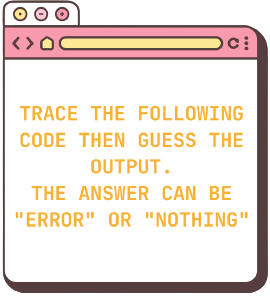 TRACE THE FOLLOWING
CODE THEN GUESS THE
OUTPUT.
THE ANSWER CAN BE
"ERROR" OR "NOTHING"